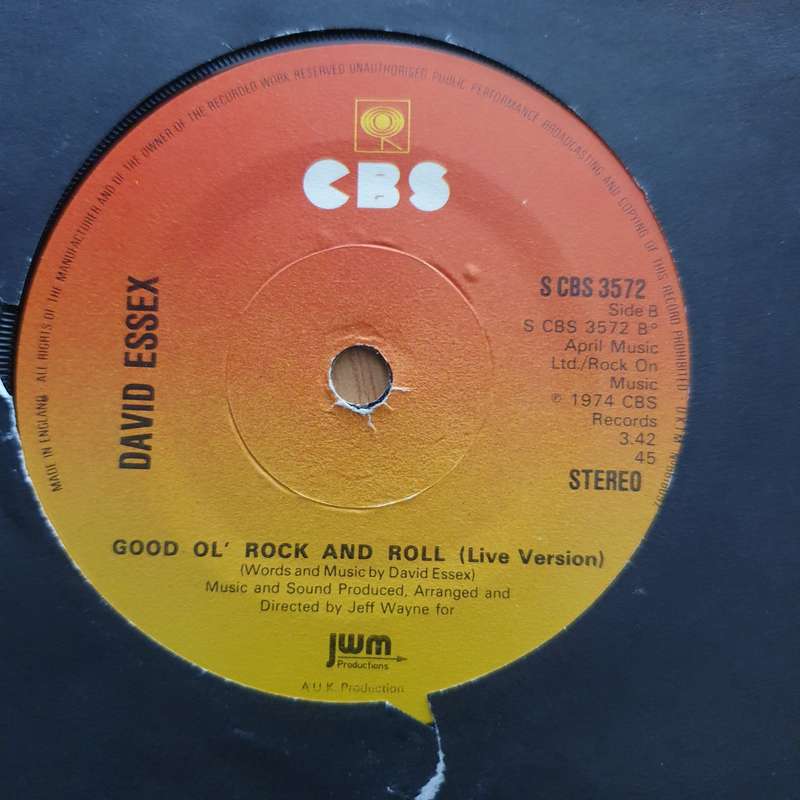 MADE IN ENGLAND ALL RIGHTS OF THE MANUFACTURER AND OF THE OWNER OF THE RECORDED WORK RESERVED UNAUTHORISED PUBLIC PERFORMANCE BROADCASTING AND COPYING OF THIS RECORD PROHIBITED
CBS
DAVID ESSEX
S CBS 3572
Side B
S CBS 3572 B°
April Music
Ltd./Rock On
Music
℗ 1974 CBS
Records
3.42
45
STEREO
GOOD OL' ROCK AND ROLL (Live Version)
(Words and Music by David Essex)
Music and Sound Produced, Arranged and
Directed by Jeff Wayne for
jwm
Productions
A U.K. Production